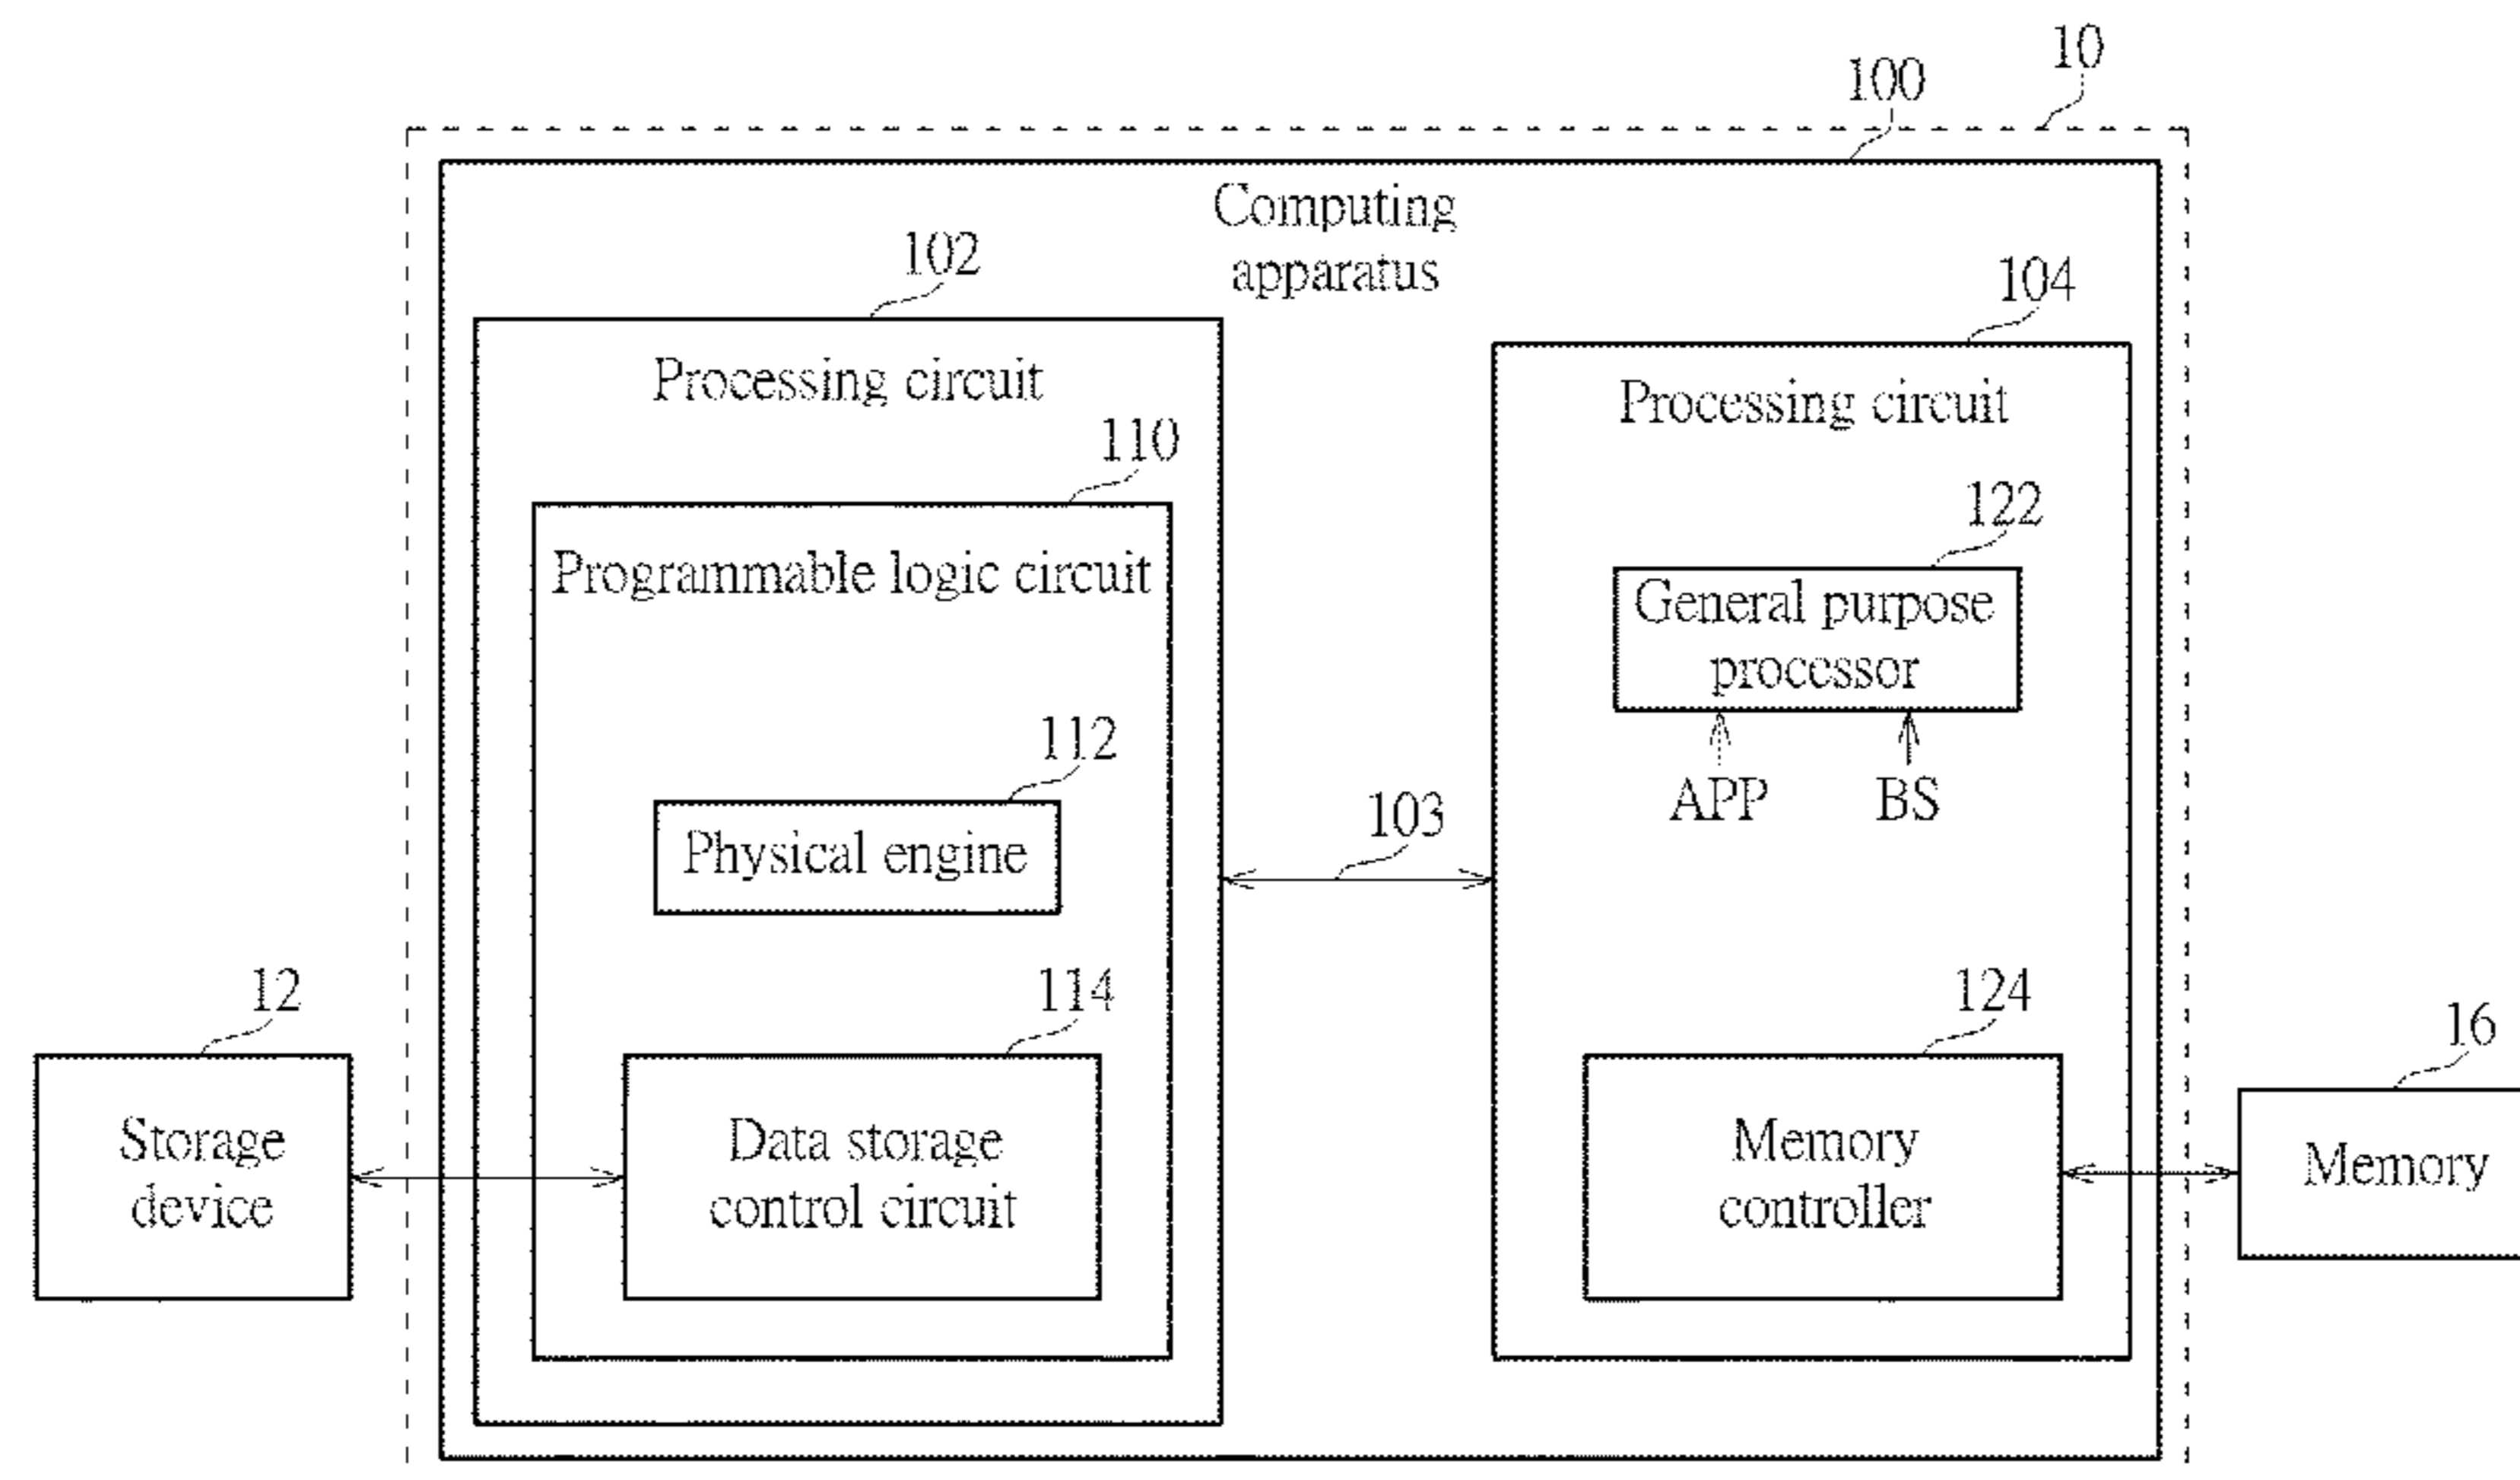 10
100
Computing
apparatus
102
104
Processing circuit
Processing circuit
110
122
Programmable logic circuit
General purpose
processor
112
APP
BS
103
Physical engine
12
114
124
16
Storage
device
Data storage
control circuit
Memory
controller
Memory